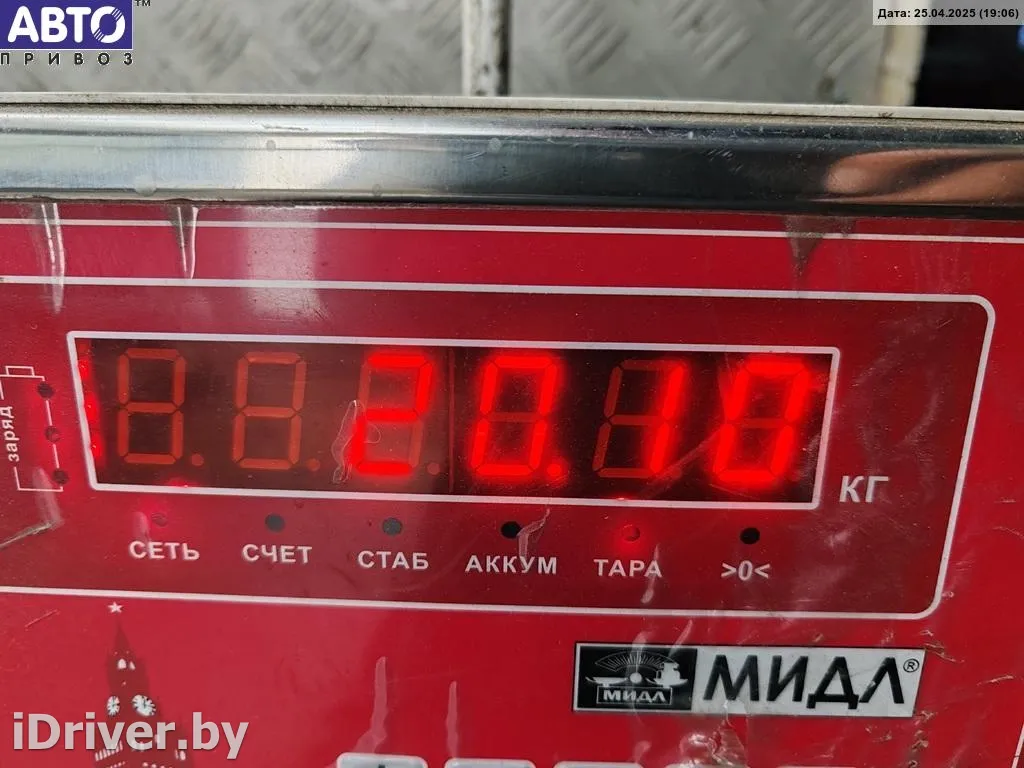 АВТО™
ПРИВОЗ
Дата: 25.04.2025 (19:06)
заряд
20.10
КГ
СЕТЬ СЧЕТ СТАБ АККУМ ТАРА >0<
МИДЛ МИДЛ®
iDriver.by